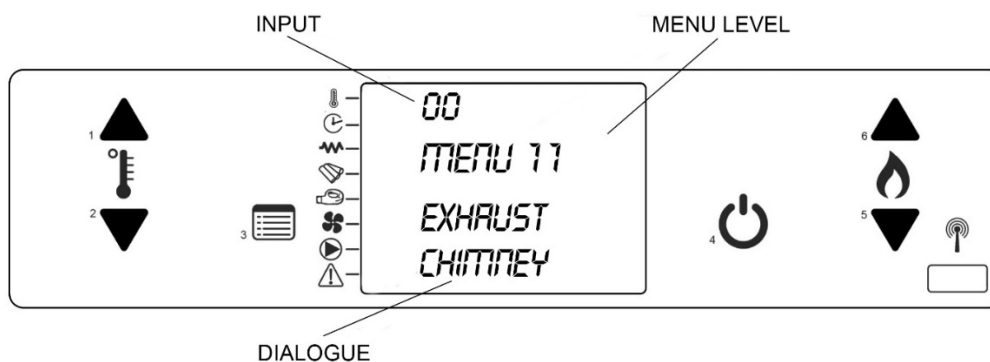 INPUT
MENU LEVEL
00
MENU 11
EXHAUST
CHIMNEY
1
2
3
4
6
5
DIALOGUE